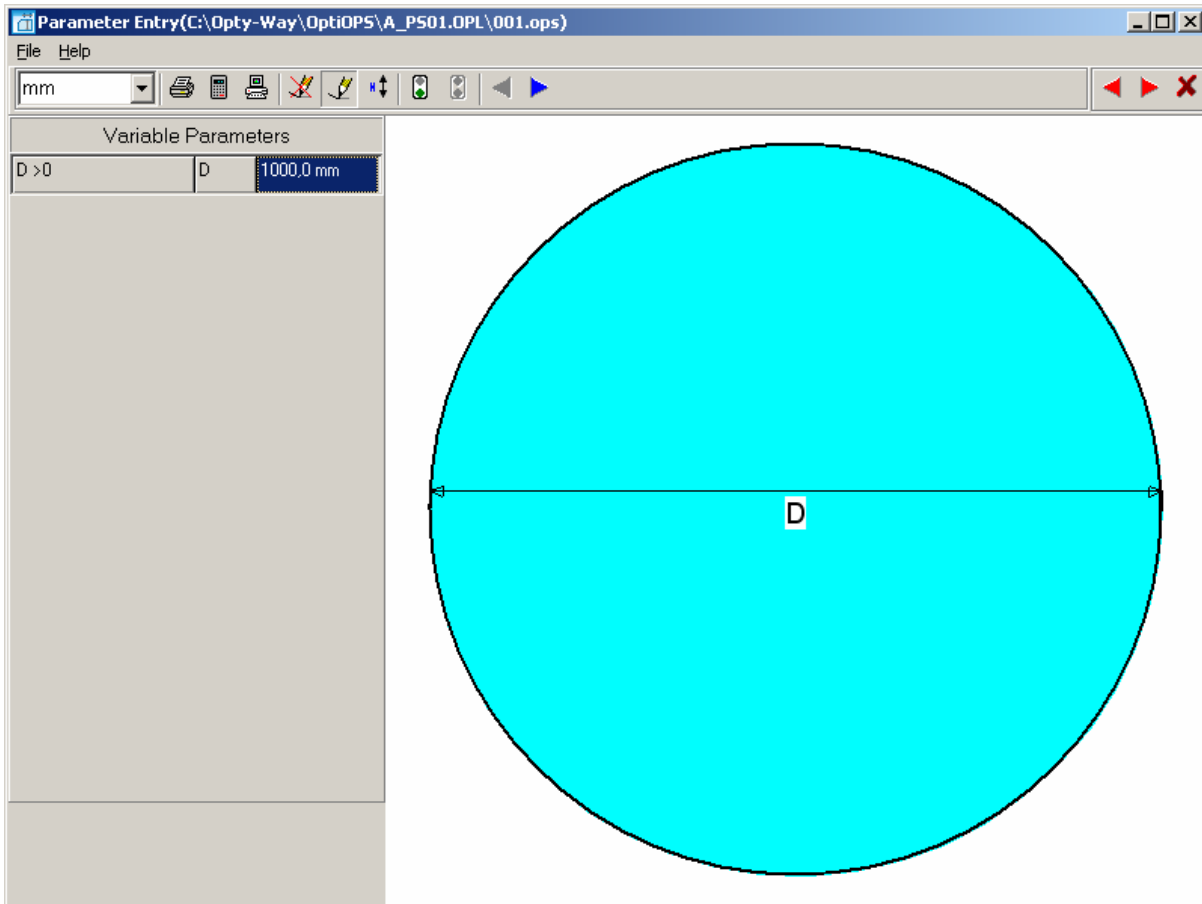 Parameter Entry(C:\Opty-Way\OptiOPS\A_PS01.OPL\001.ops)
File Help
mm
Variable Parameters
D >0 D 1000,0 mm
D